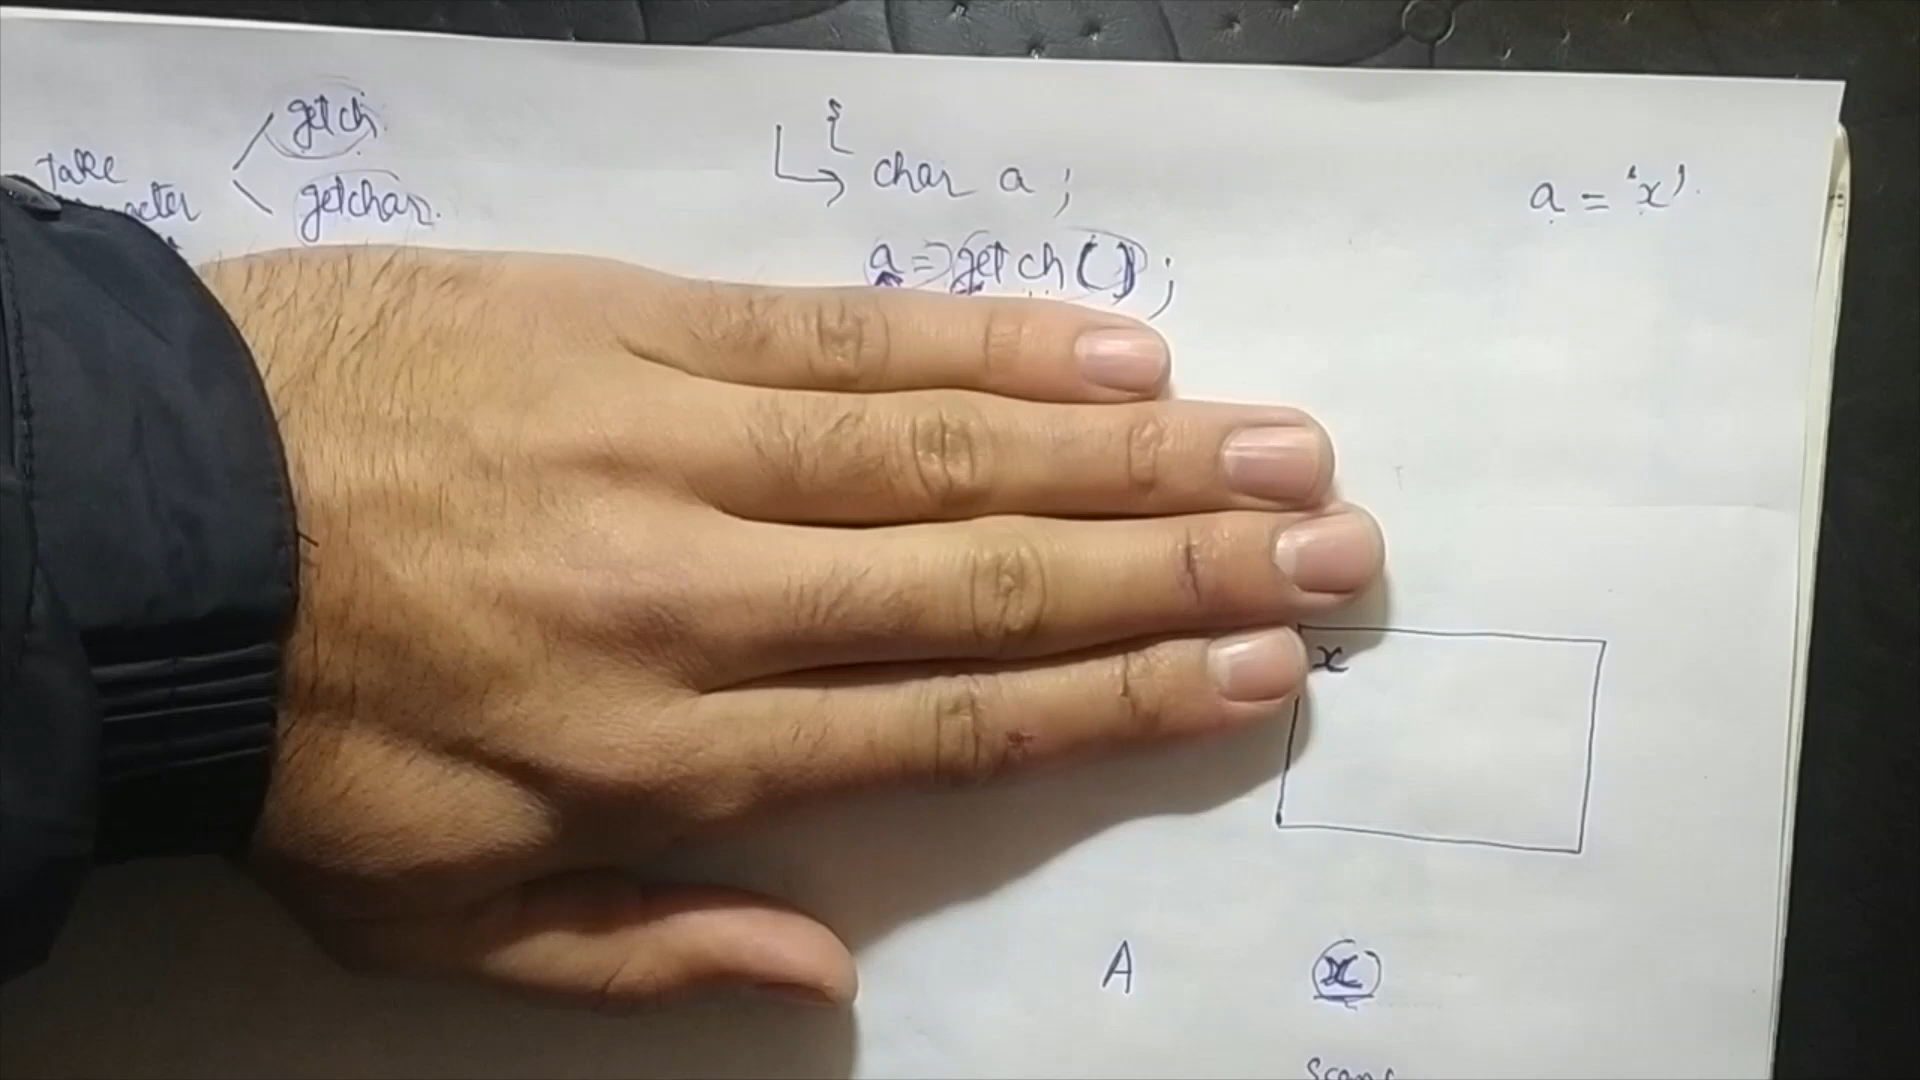 getch
Take
getchar.
{
char a ;
a = getch() ;
a = 'x'.
x
A
x